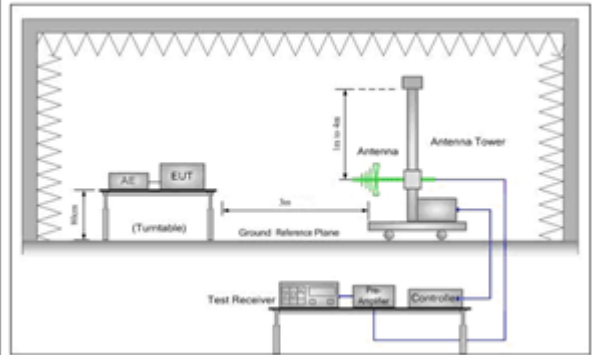 1m to 4m
Antenna
Antenna Tower
AE
EUT
80cm
(Turntable)
3m
Ground Reference Plane
Test Receiver
Pre-
Amplifier
Controller